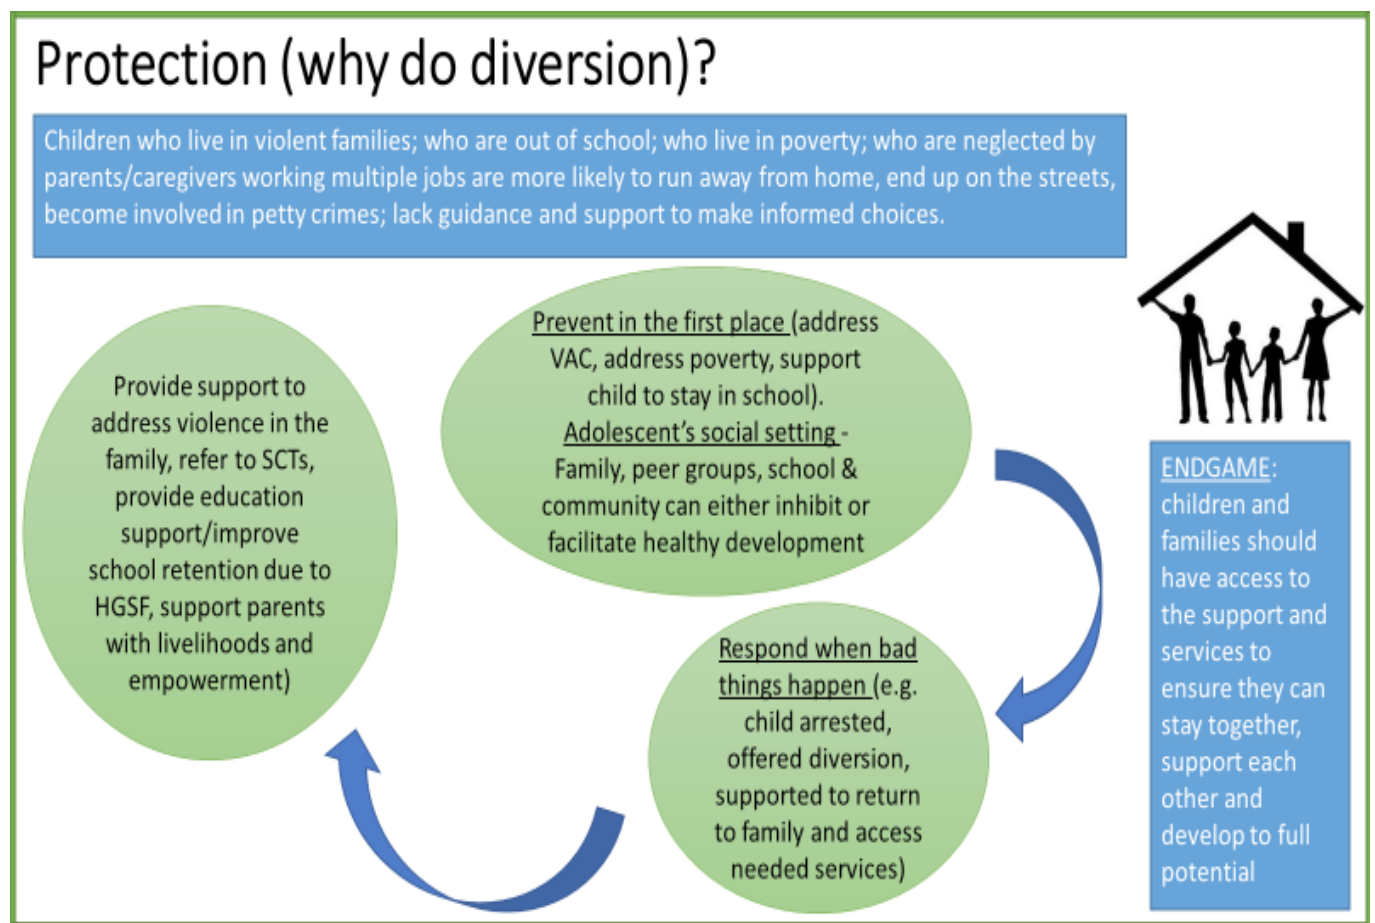 Protection (why do diversion)?
Children who live in violent families; who are out of school; who live in poverty; who are neglected by
parents/caregivers working multiple jobs are more likely to run away from home, end up on the streets,
become involved in petty crimes; lack guidance and support to make informed choices.
Prevent in the first place (address
VAC, address poverty, support
child to stay in school).
Adolescent's social setting -
Family, peer groups, school &
community can either inhibit or
facilitate healthy development
Respond when bad
things happen (e.g.
child arrested,
offered diversion,
supported to return
to family and access
needed services)
Provide support to
address violence in the
family, refer to SCTs,
provide education
support/improve
school retention due to
HGSF, support parents
with livelihoods and
empowerment)
ENDGAME:
children and
families should
have access to
the support and
services to
ensure they can
stay together,
support each
other and
develop to full
potential